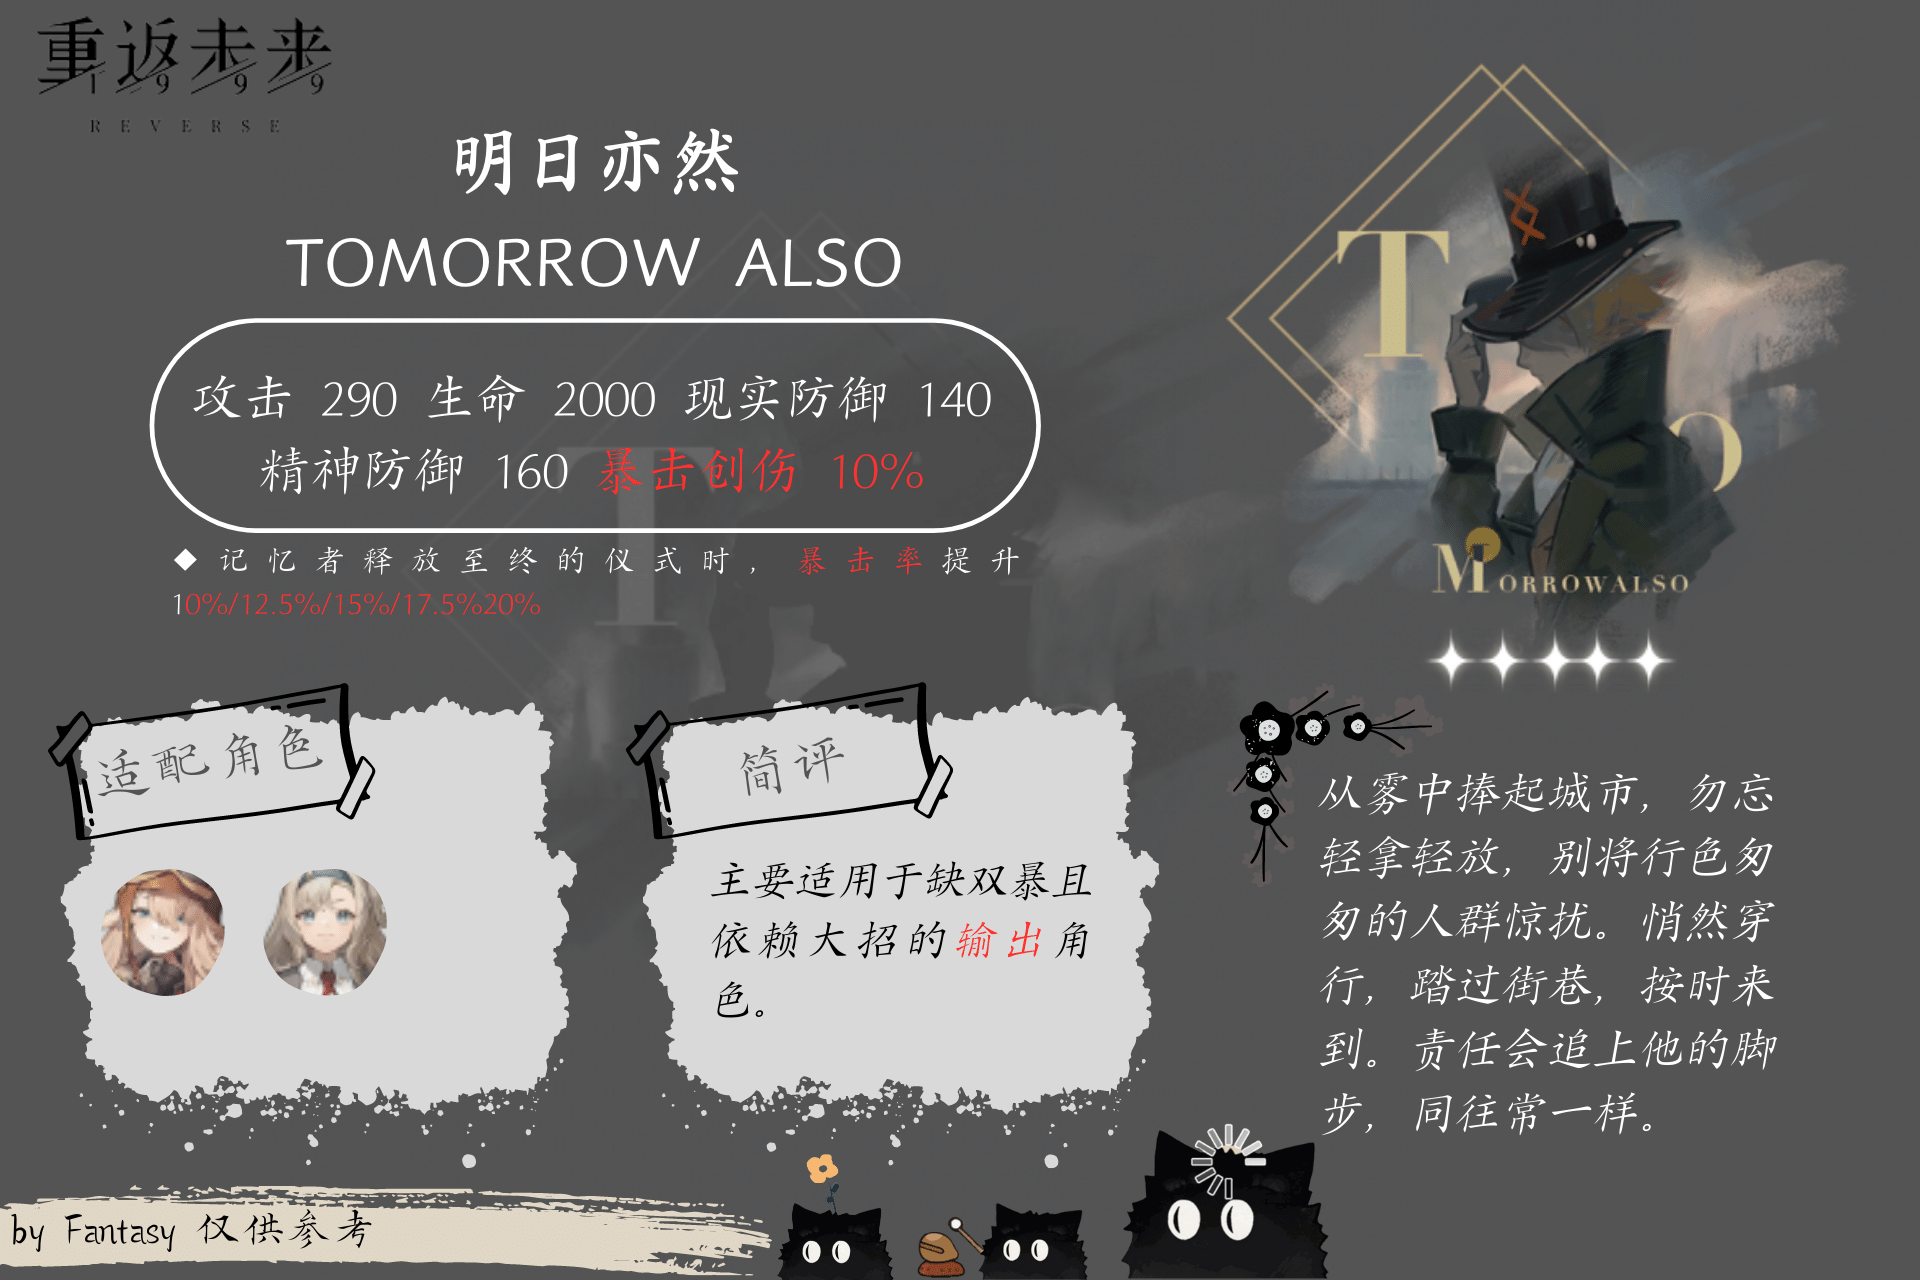 重返未来
1 9 9 9
REVERSE
明日亦然
TOMORROW ALSO
攻击 290 生命 2000 现实防御 140
精神防御 160 暴击创伤 10%
◆记忆者释放至终的仪式时，暴击率提升
10%/12.5%/15%/17.5%20%
T
O
MORROWALSO
适配角色
简评
主要适用于缺双暴且
依赖大招的输出角
色。
从雾中捧起城市，勿忘
轻拿轻放，别将行色匆
匆的人群惊扰。悄然穿
行，踏过街巷，按时来
到。责任会追上他的脚
步，同往常一样。
by Fantasy 仅供参考